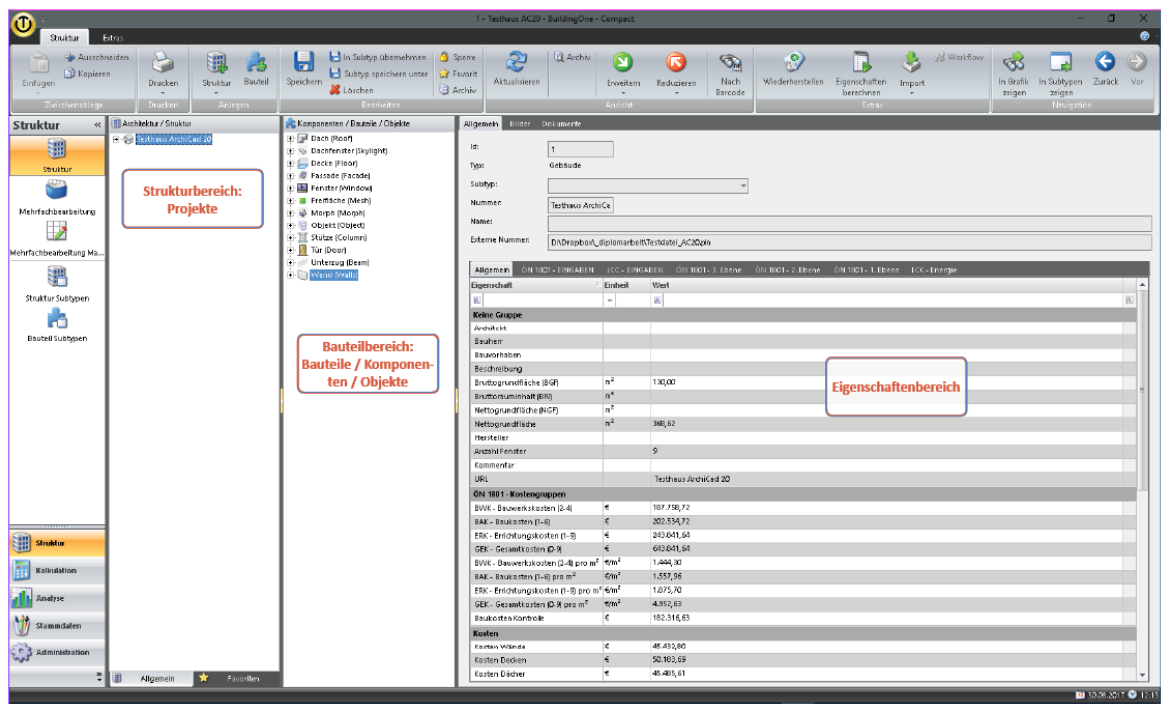 1 - Testhaus AC20 - BuildingOne - Compact
Struktur Extras
Einfügen
Ausschneiden
Kopieren
Zwischenablage
Drucken
Drucken
Struktur Bauteil
Anlegen
Speichern
In Subtyp übernehmen
Subtyp speichern unter
Löschen
Sperre
Favorit
Archiv
Bearbeiten
Aktualisieren
Archiv
Erweitern
Reduzieren
Nach Barcode
Ansicht
Wiederherstellen
Eigenschaften berechnen
Import
Workflow
Extras
In Grafik zeigen
In Subtypen zeigen
Zurück Vor
Navigation
Struktur «
Struktur
Mehrfachbearbeitung
Mehrfachbearbeitung Ma...
Struktur Subtypen
Bauteil Subtypen
Struktur
Kalkulation
Analyse
Stammdaten
Administration
Architektur / Struktur
Testhaus ArchiCad 20
Strukturbereich:
Projekte
Allgemein Favoriten
Komponenten / Bauteile / Objekte
Dach (Roof)
Dachfenster (Skylight)
Decke (Floor)
Fassade (Facade)
Fenster (Window)
Freifläche (Mesh)
Morph (Morph)
Objekt (Object)
Stütze (Column)
Tür (Door)
Unterzug (Beam)
Wand (Walls)
Bauteilbereich:
Bauteile / Komponen-
ten / Objekte
Allgemein Bilder Dokumente
Id: 1
Typ: Gebäude
Subtyp:
Nummer: Testhaus ArchiCa
Name:
Externe Nummer: D:\Dropbox\_diplomarbeit\Testdatei_AC20.pln
Allgemein ÖN 1801 - EINGABEN LCC - EINGABEN ÖN 1801 - 3. Ebene ÖN 1801 - 2. Ebene ÖN 1801 - 1. Ebene LCK - Energie
Eigenschaft Einheit Wert
Keine Gruppe
Architekt
Bauherr
Bauvorhaben
Beschreibung
Bruttogrundfläche (BGF) m² 130,00
Bruttorauminhalt (BRI) m³
Nettogrundfläche (NGF) m²
Nettogrundfläche m² 368,62
Hersteller
Anzahl Fenster 9
Kommentar
URL Testhaus ArchiCad 20
ÖN 1801 - Kostengruppen
BWK - Bauwerkskosten (2-4) € 187.758,72
BAK - Baukosten (1-6) € 202.534,72
ERK - Errichtungskosten (1-9) € 243.841,64
GEK - Gesamtkosten (0-9) € 643.841,64
BWK - Bauwerkskosten (2-4) pro m² €/m² 1.444,30
BAK - Baukosten (1-6) pro m² €/m² 1.557,96
ERK - Errichtungskosten (1-9) pro m² €/m² 1.875,70
GEK - Gesamtkosten (0-9) pro m² €/m² 4.952,63
Baukosten Kontrolle € 182.316,63
Kosten
Kosten Wände € 45.432,80
Kosten Decken € 50.183,69
Kosten Dächer € 45.485,61
Eigenschaftenbereich
30.08.2017 12:13